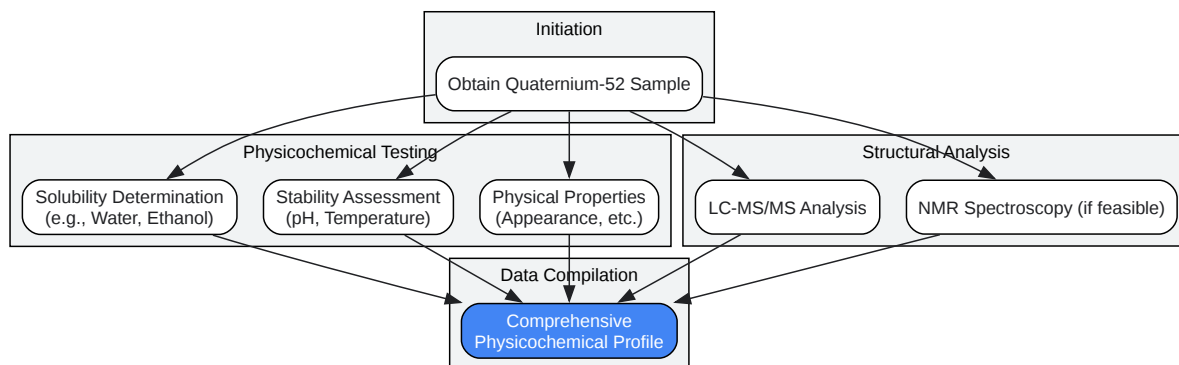 Initiation
Obtain Quaternium-52 Sample
Physicochemical Testing
Structural Analysis
Solubility Determination
(e.g., Water, Ethanol)
Stability Assessment
(pH, Temperature)
Physical Properties
(Appearance, etc.)
LC-MS/MS Analysis
NMR Spectroscopy (if feasible)
Data Compilation
Comprehensive
Physicochemical Profile